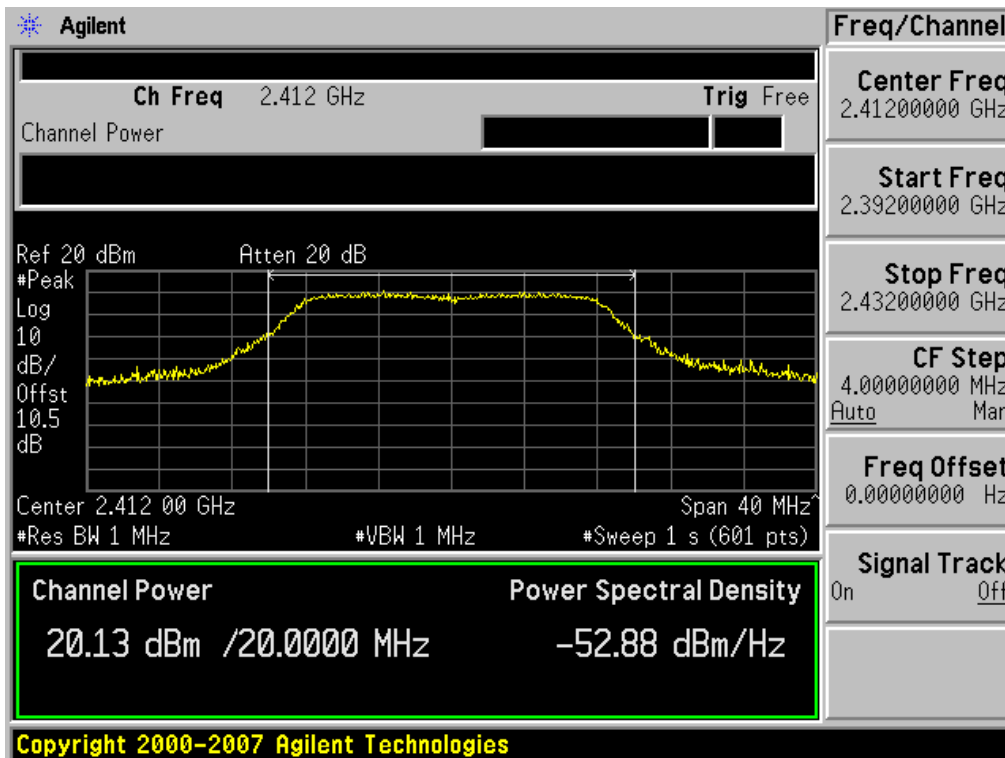 Agilent
Freq/Channel
Ch Freq 2.412 GHz Trig Free
Channel Power
Center Freq
2.41200000 GHz
Start Freq
2.39200000 GHz
Stop Freq
2.43200000 GHz
CF Step
4.00000000 MHz
Auto Man
Freq Offset
0.00000000 Hz
Signal Track
On Off
Ref 20 dBm Atten 20 dB
#Peak
Log
10
dB/
Offst
10.5
dB
Center 2.412 00 GHz Span 40 MHz^
#Res BW 1 MHz #VBW 1 MHz #Sweep 1 s (601 pts)
Channel Power Power Spectral Density
20.13 dBm /20.0000 MHz -52.88 dBm/Hz
Copyright 2000-2007 Agilent Technologies